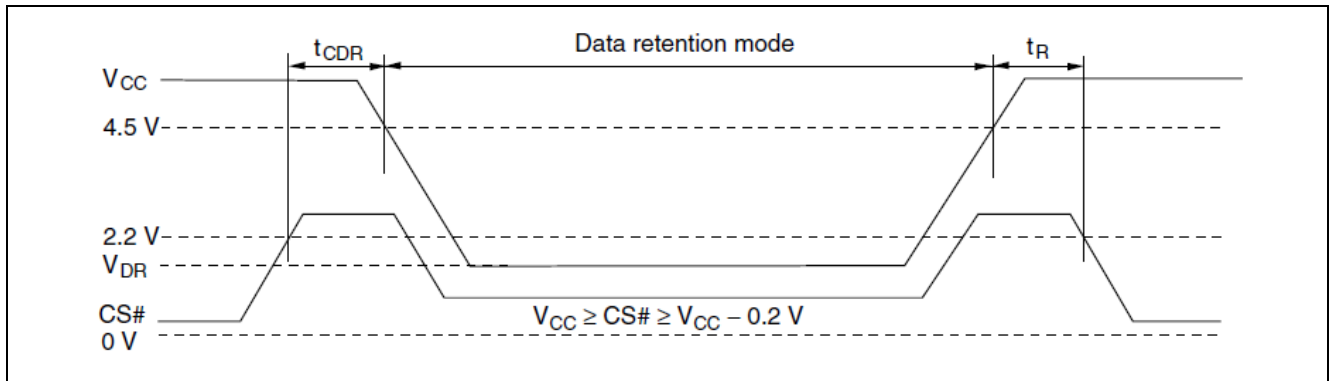 tCDR
Data retention mode
tR
VCC
4.5 V
2.2 V
VDR
CS#
VCC ≥ CS# ≥ VCC – 0.2 V
0 V